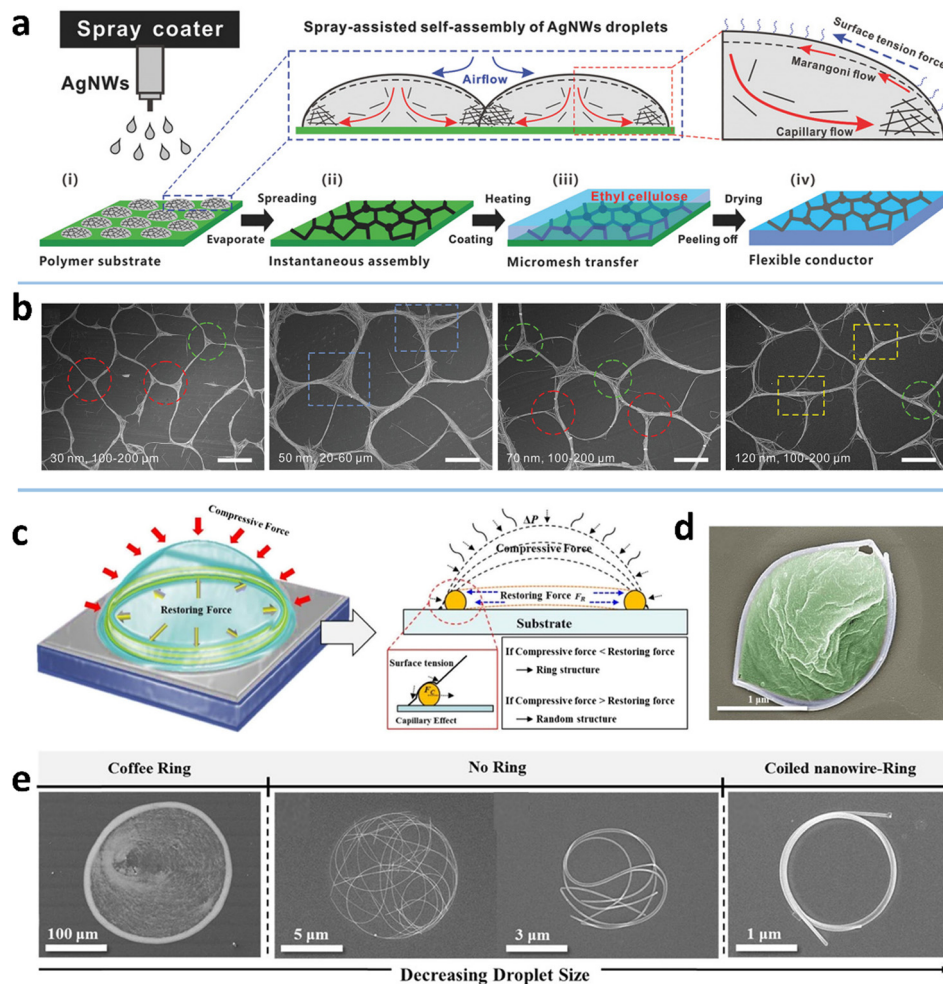 a
Spray coater
AgNWs
Spray-assisted self-assembly of AgNWs droplets
Airflow
Surface tension force
Marangoni flow
Capillary flow
(i)
Polymer substrate
Spreading
Evaporate
(ii)
Instantaneous assembly
Heating
Coating
(iii)
Ethyl cellulose
Micromesh transfer
Drying
Peeling off
(iv)
Flexible conductor
b
30 nm, 100-200 μm
50 nm, 20-60 μm
70 nm, 100-200 μm
120 nm, 100-200 μm
c
Compressive Force
Restoring Force
ΔP
Compressive Force
Restoring Force F_R
Substrate
Surface tension
F_C
Capillary Effect
If Compressive force < Restoring force
→ Ring structure
If Compressive force > Restoring force
→ Random structure
d
1 μm
e
Coffee Ring
No Ring
Coiled nanowire-Ring
100 μm
5 μm
3 μm
1 μm
Decreasing Droplet Size